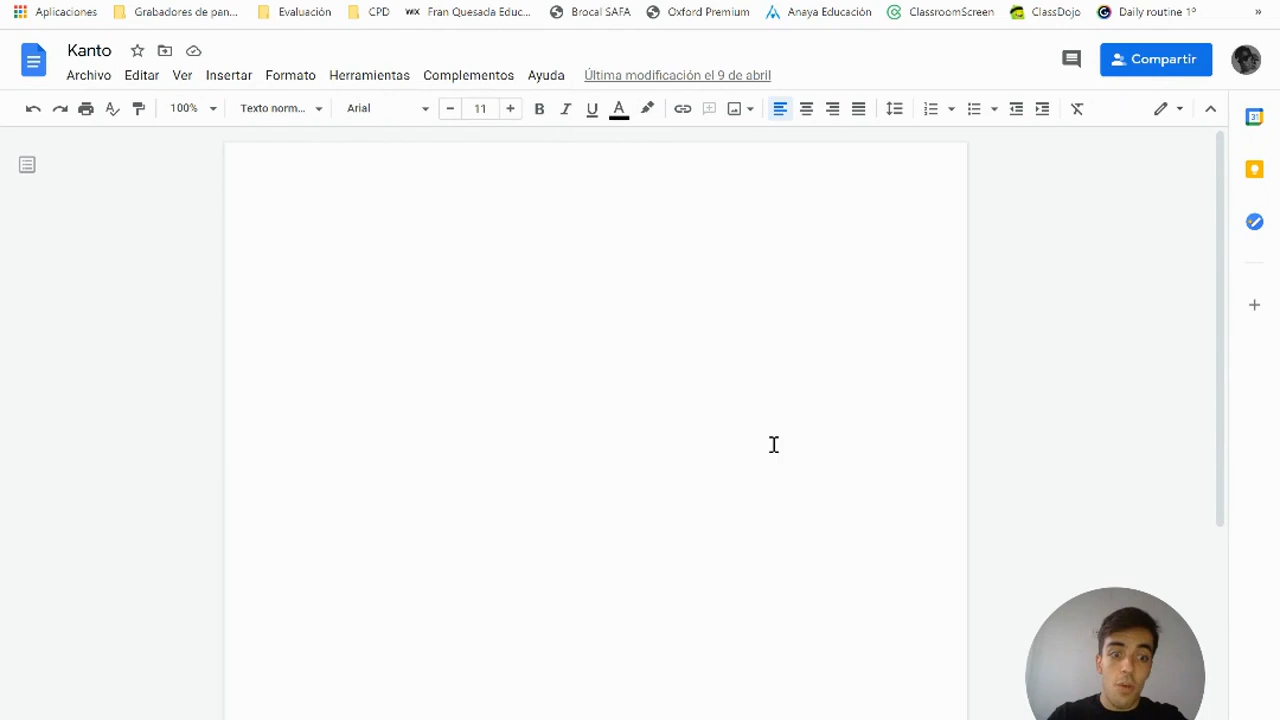 Aplicaciones Grabadores de pan... Evaluación CPD WiX Fran Quesada Educ... Brocal SAFA Oxford Premium Anaya Educación ClassroomScreen ClassDojo Daily routine 1º »
Kanto
Compartir
Archivo Editar Ver Insertar Formato Herramientas Complementos Ayuda Última modificación el 9 de abril
100% Texto norm... Arial − 11 + B I U A
31